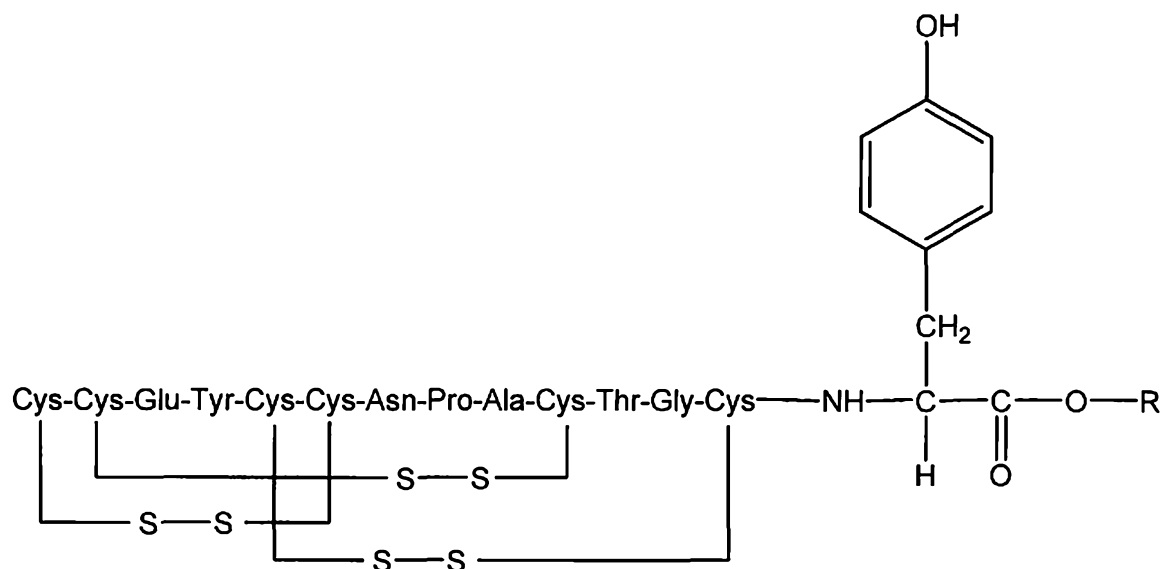 OH
CH2
Cys-Cys-Glu-Tyr-Cys-Cys-Asn-Pro-Ala-Cys-Thr-Gly-Cys NH C C O R
H O
S S
S S
S S